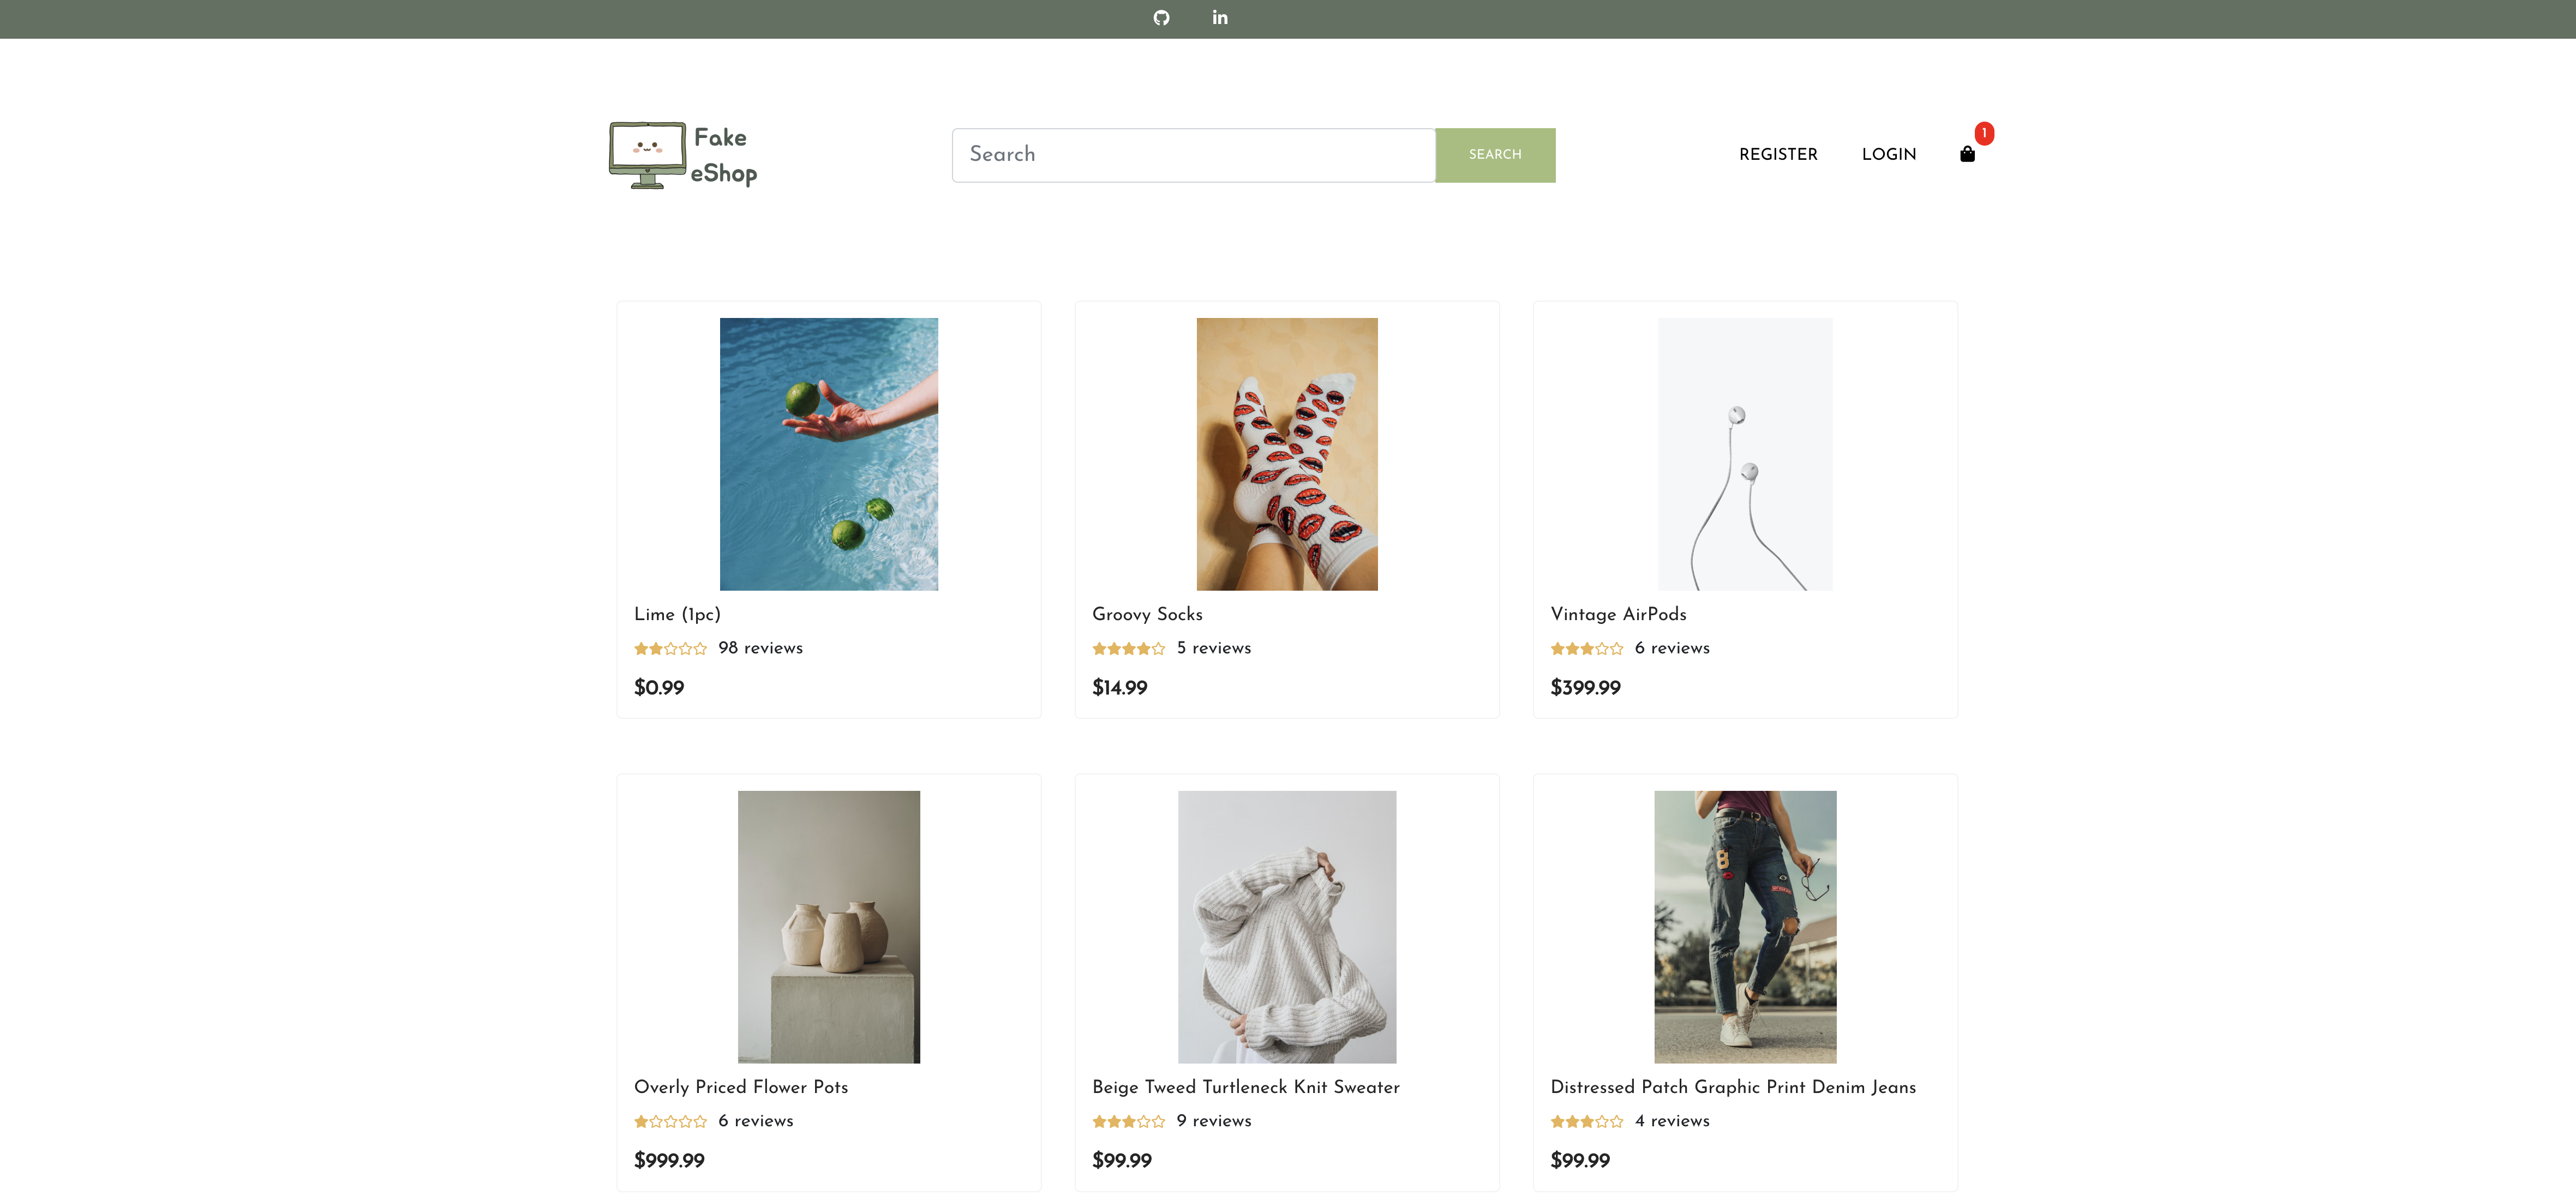 Fake
eShop
Search
SEARCH
REGISTER
LOGIN
1
Lime (1pc)
98 reviews
$0.99
Groovy Socks
5 reviews
$14.99
Vintage AirPods
6 reviews
$399.99
Overly Priced Flower Pots
6 reviews
$999.99
Beige Tweed Turtleneck Knit Sweater
9 reviews
$99.99
Distressed Patch Graphic Print Denim Jeans
4 reviews
$99.99